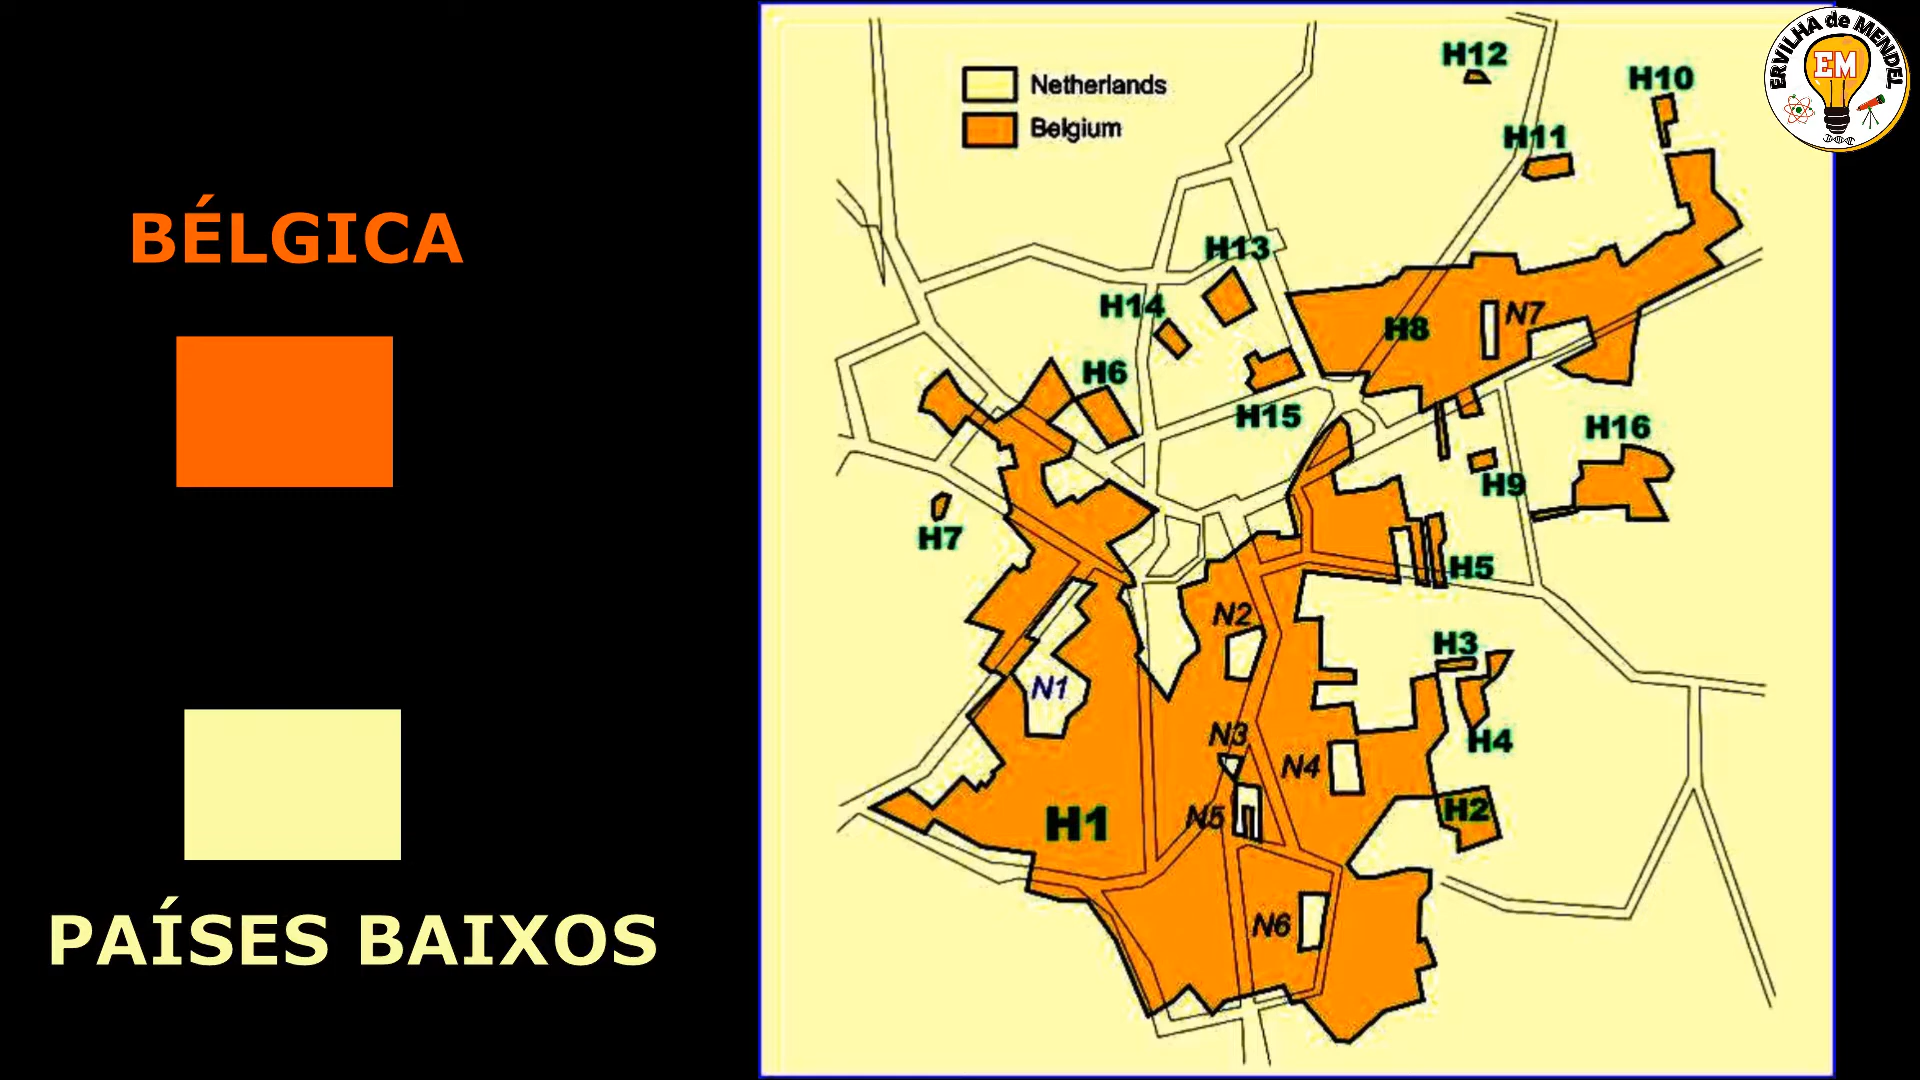 BÉLGICA
PAÍSES BAIXOS
Netherlands
Belgium
H12
H10
H11
H13
H14
H8
N7
H6
H15
H16
H9
H7
H5
N2
H3
N1
N3
H4
N4
H2
N5
H1
N6
ERVILHA de MENDEL
EM